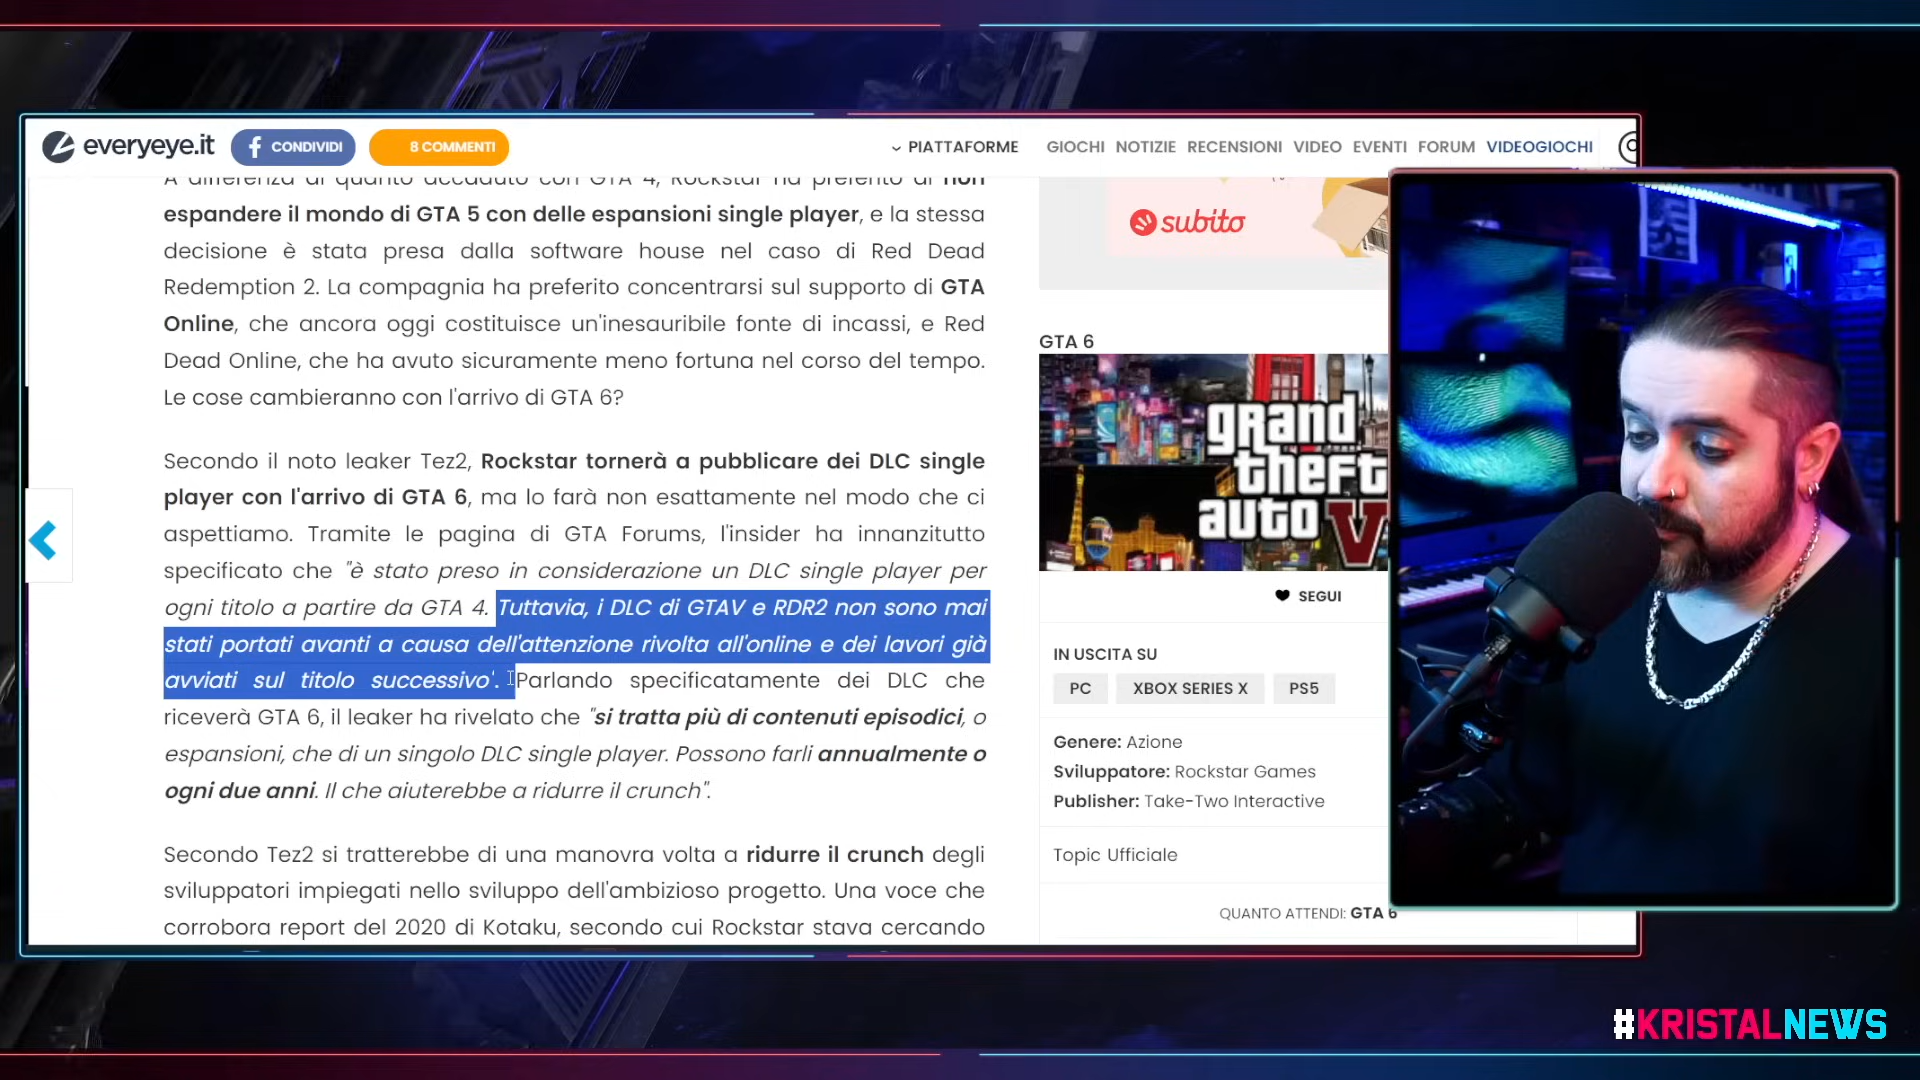 everyeye.it
CONDIVIDI
8 COMMENTI
PIATTAFORME
GIOCHI NOTIZIE RECENSIONI VIDEO EVENTI FORUM VIDEOGIOCHI
A differenza di quanto accaduto con GTA 4, Rockstar ha preferito di non
espandere il mondo di GTA 5 con delle espansioni single player, e la stessa
decisione è stata presa dalla software house nel caso di Red Dead
Redemption 2. La compagnia ha preferito concentrarsi sul supporto di GTA
Online, che ancora oggi costituisce un'inesauribile fonte di incassi, e Red
Dead Online, che ha avuto sicuramente meno fortuna nel corso del tempo.
Le cose cambieranno con l'arrivo di GTA 6?
Secondo il noto leaker Tez2, Rockstar tornerà a pubblicare dei DLC single
player con l'arrivo di GTA 6, ma lo farà non esattamente nel modo che ci
aspettiamo. Tramite le pagina di GTA Forums, l'insider ha innanzitutto
specificato che "è stato preso in considerazione un DLC single player per
ogni titolo a partire da GTA 4. Tuttavia, i DLC di GTAV e RDR2 non sono mai
stati portati avanti a causa dell'attenzione rivolta all'online e dei lavori già
avviati sul titolo successivo'. Parlando specificatamente dei DLC che
riceverà GTA 6, il leaker ha rivelato che "si tratta più di contenuti episodici, o
espansioni, che di un singolo DLC single player. Possono farli annualmente o
ogni due anni. Il che aiuterebbe a ridurre il crunch".
Secondo Tez2 si tratterebbe di una manovra volta a ridurre il crunch degli
sviluppatori impiegati nello sviluppo dell'ambizioso progetto. Una voce che
corrobora report del 2020 di Kotaku, secondo cui Rockstar stava cercando
subito
GTA 6
grand
theft
auto V
SEGUI
IN USCITA SU
PC XBOX SERIES X PS5
Genere: Azione
Sviluppatore: Rockstar Games
Publisher: Take-Two Interactive
Topic Ufficiale
QUANTO ATTENDI: GTA 6
#KRISTALNEWS